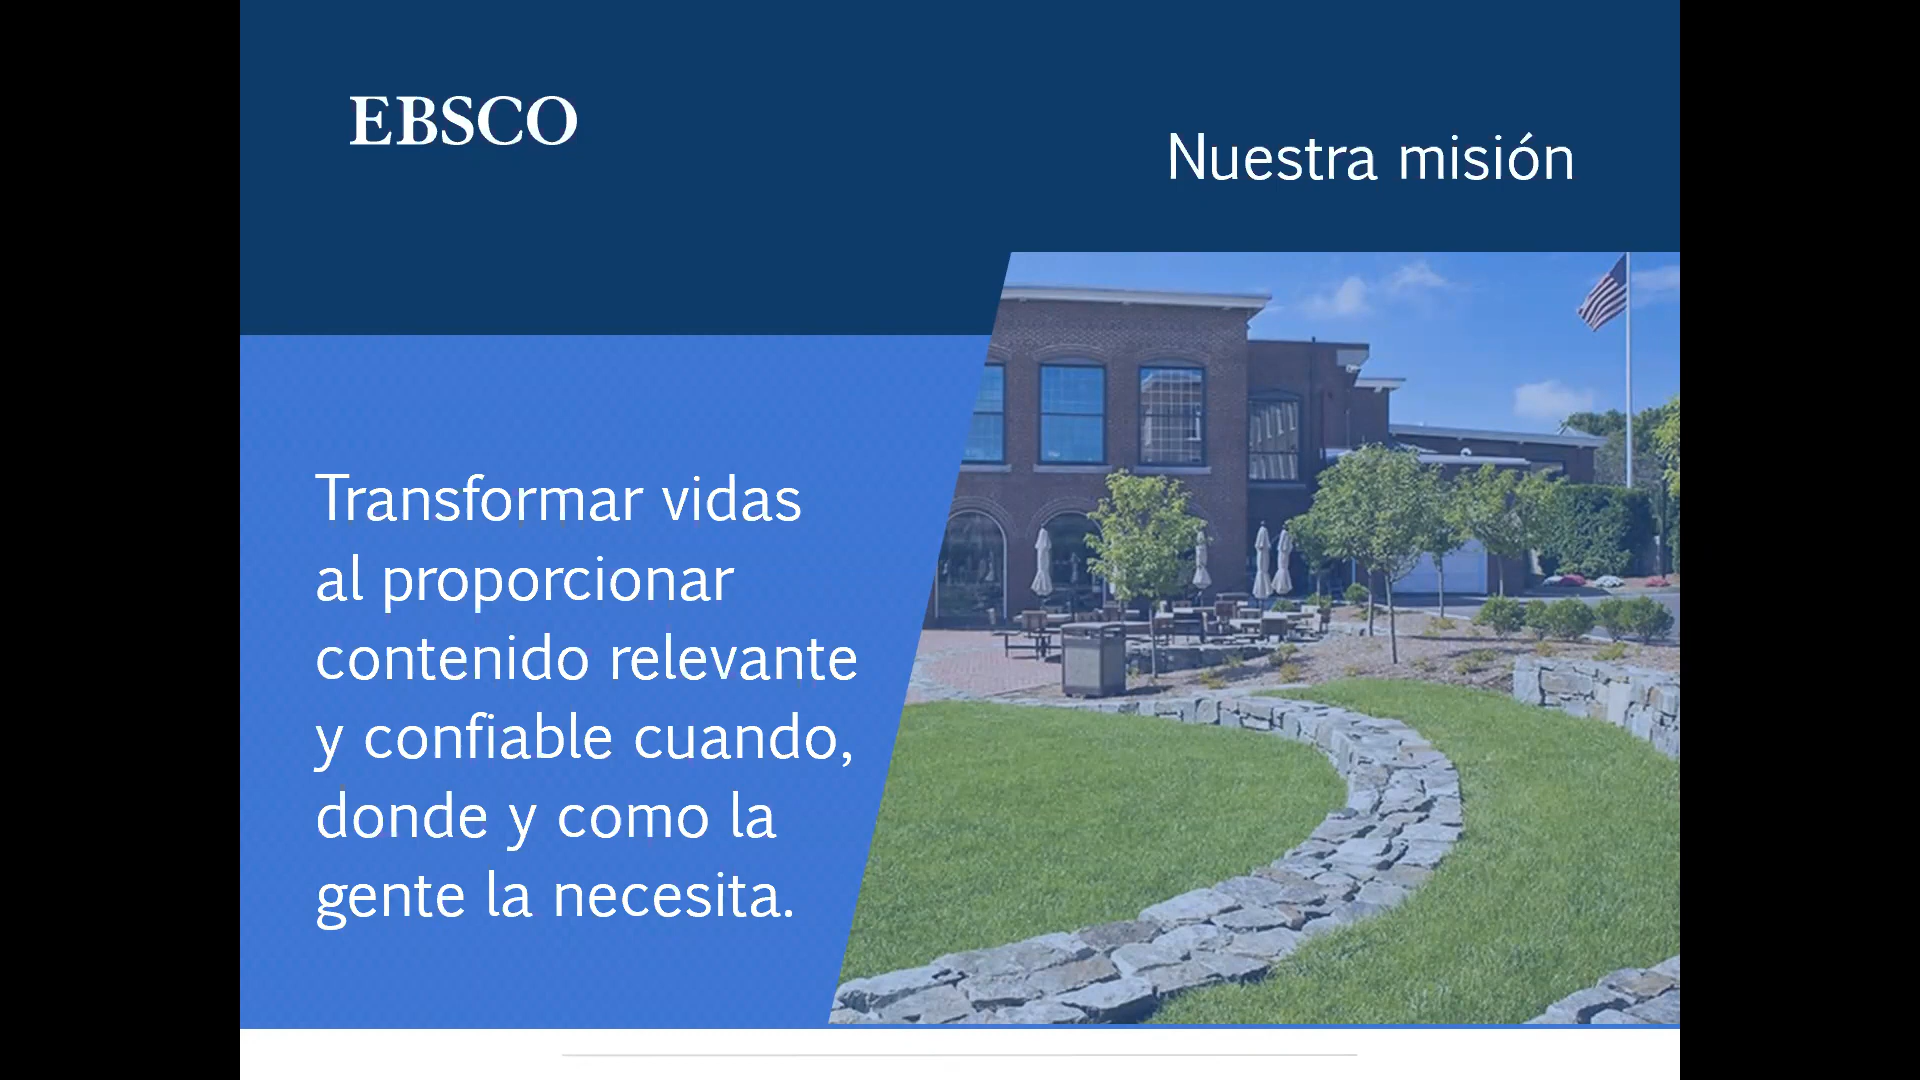 EBSCO
Nuestra misión
Transformar vidas
al proporcionar
contenido relevante
y confiable cuando,
donde y como la
gente la necesita.